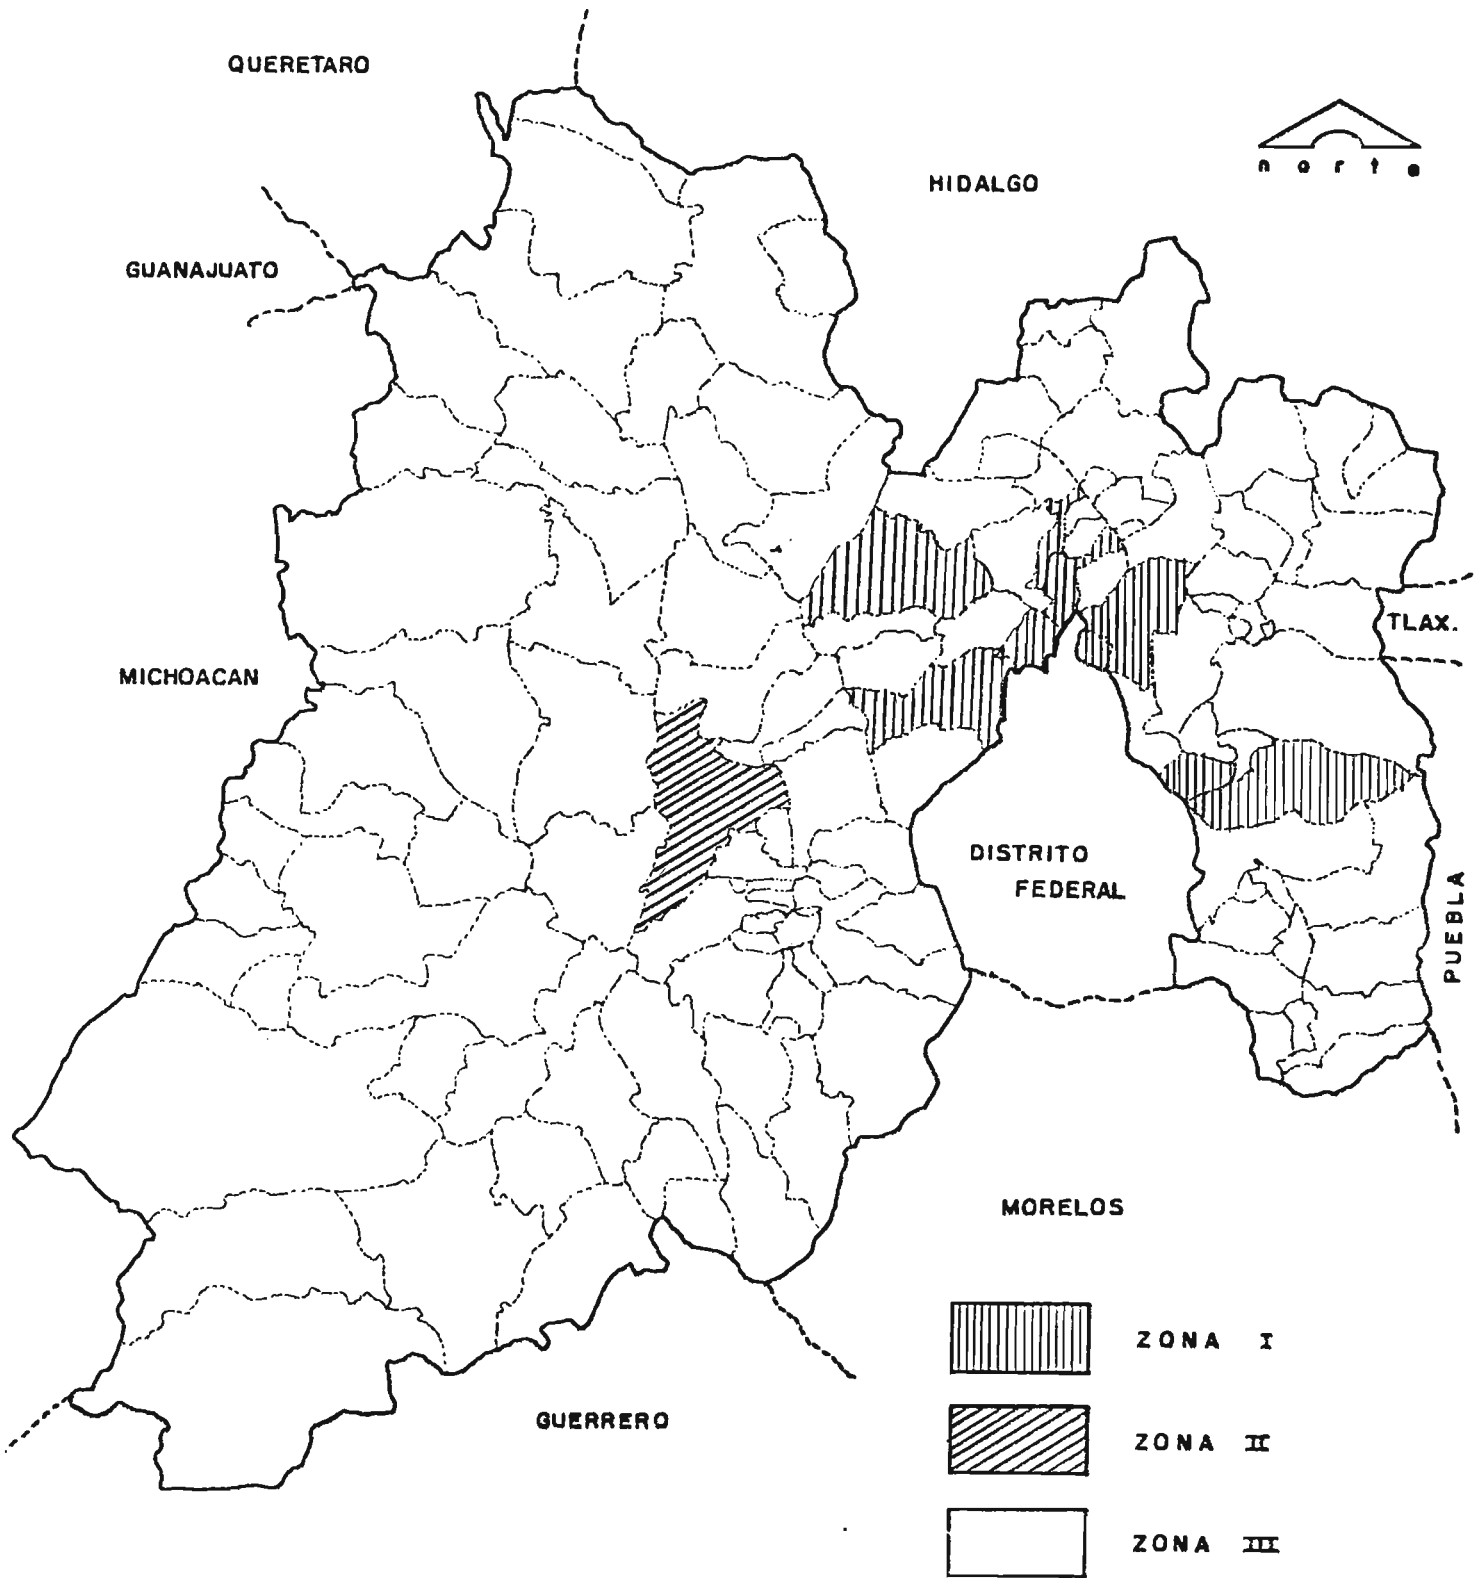 QUERETARO
norte
HIDALGO
GUANAJUATO
TLAX.
MICHOACAN
DISTRITO
FEDERAL
PUEBLA
MORELOS
ZONA I
GUERRERO
ZONA II
ZONA III